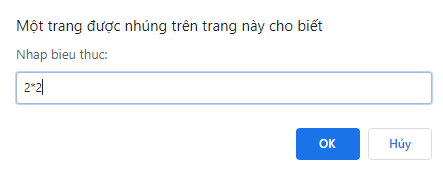 Một trang được nhúng trên trang này cho biết
Nhap bieu thuc:
2*2
OK
Hủy